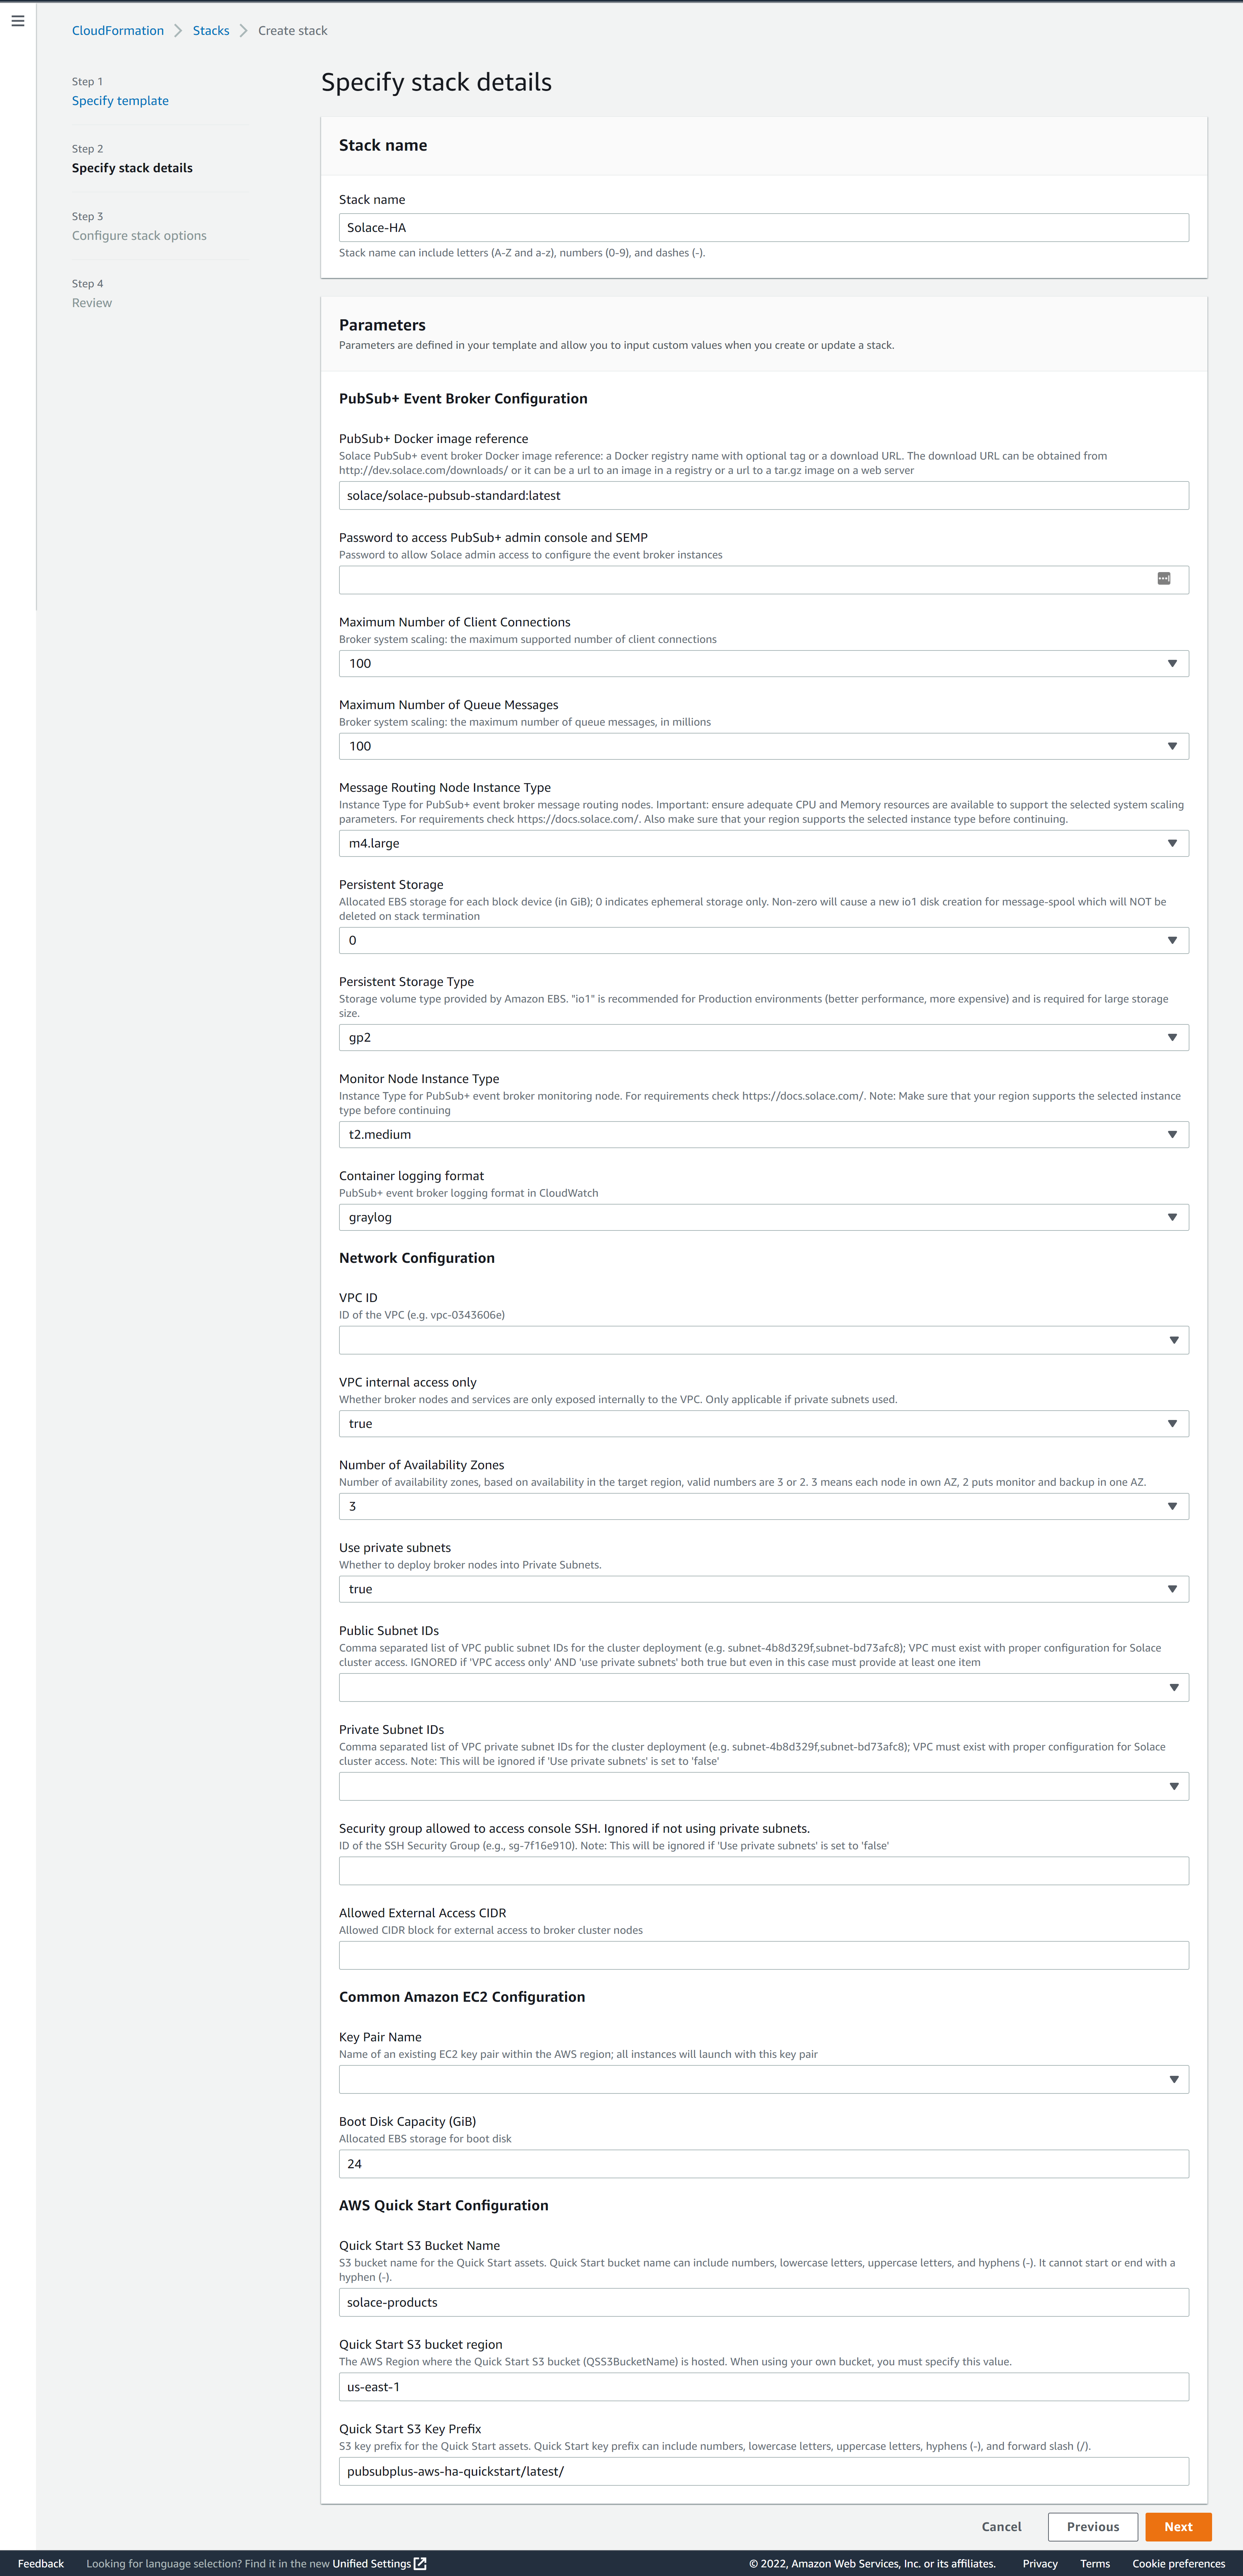 CloudFormation > Stacks > Create stack
Step 1
Specify template
Step 2
Specify stack details
Step 3
Configure stack options
Step 4
Review
Specify stack details
Stack name
Stack name
Solace-HA
Stack name can include letters (A-Z and a-z), numbers (0-9), and dashes (-).
Parameters
Parameters are defined in your template and allow you to input custom values when you create or update a stack.
PubSub+ Event Broker Configuration
PubSub+ Docker image reference
Solace PubSub+ event broker Docker image reference: a Docker registry name with optional tag or a download URL. The download URL can be obtained from
http://dev.solace.com/downloads/ or it can be a url to an image in a registry or a url to a tar.gz image on a web server
solace/solace-pubsub-standard:latest
Password to access PubSub+ admin console and SEMP
Password to allow Solace admin access to configure the event broker instances
Maximum Number of Client Connections
Broker system scaling: the maximum supported number of client connections
100
Maximum Number of Queue Messages
Broker system scaling: the maximum number of queue messages, in millions
100
Message Routing Node Instance Type
Instance Type for PubSub+ event broker message routing nodes. Important: ensure adequate CPU and Memory resources are available to support the selected system scaling
parameters. For requirements check https://docs.solace.com/. Also make sure that your region supports the selected instance type before continuing.
m4.large
Persistent Storage
Allocated EBS storage for each block device (in GiB); 0 indicates ephemeral storage only. Non-zero will cause a new io1 disk creation for message-spool which will NOT be
deleted on stack termination
0
Persistent Storage Type
Storage volume type provided by Amazon EBS. "io1" is recommended for Production environments (better performance, more expensive) and is required for large storage
size.
gp2
Monitor Node Instance Type
Instance Type for PubSub+ event broker monitoring node. For requirements check https://docs.solace.com/. Note: Make sure that your region supports the selected instance
type before continuing
t2.medium
Container logging format
PubSub+ event broker logging format in CloudWatch
graylog
Network Configuration
VPC ID
ID of the VPC (e.g. vpc-0343606e)
VPC internal access only
Whether broker nodes and services are only exposed internally to the VPC. Only applicable if private subnets used.
true
Number of Availability Zones
Number of availability zones, based on availability in the target region, valid numbers are 3 or 2. 3 means each node in own AZ, 2 puts monitor and backup in one AZ.
3
Use private subnets
Whether to deploy broker nodes into Private Subnets.
true
Public Subnet IDs
Comma separated list of VPC public subnet IDs for the cluster deployment (e.g. subnet-4b8d329f,subnet-bd73afc8); VPC must exist with proper configuration for Solace
cluster access. IGNORED if 'VPC access only' AND 'use private subnets' both true but even in this case must provide at least one item
Private Subnet IDs
Comma separated list of VPC private subnet IDs for the cluster deployment (e.g. subnet-4b8d329f,subnet-bd73afc8); VPC must exist with proper configuration for Solace
cluster access. Note: This will be ignored if 'Use private subnets' is set to 'false'
Security group allowed to access console SSH. Ignored if not using private subnets.
ID of the SSH Security Group (e.g., sg-7f16e910). Note: This will be ignored if 'Use private subnets' is set to 'false'
Allowed External Access CIDR
Allowed CIDR block for external access to broker cluster nodes
Common Amazon EC2 Configuration
Key Pair Name
Name of an existing EC2 key pair within the AWS region; all instances will launch with this key pair
Boot Disk Capacity (GiB)
Allocated EBS storage for boot disk
24
AWS Quick Start Configuration
Quick Start S3 Bucket Name
S3 bucket name for the Quick Start assets. Quick Start bucket name can include numbers, lowercase letters, uppercase letters, and hyphens (-). It cannot start or end with a
hyphen (-).
solace-products
Quick Start S3 bucket region
The AWS Region where the Quick Start S3 bucket (QSS3BucketName) is hosted. When using your own bucket, you must specify this value.
us-east-1
Quick Start S3 Key Prefix
S3 key prefix for the Quick Start assets. Quick Start key prefix can include numbers, lowercase letters, uppercase letters, hyphens (-), and forward slash (/).
pubsubplus-aws-ha-quickstart/latest/
Cancel Previous Next
Feedback Looking for language selection? Find it in the new Unified Settings © 2022, Amazon Web Services, Inc. or its affiliates. Privacy Terms Cookie preferences